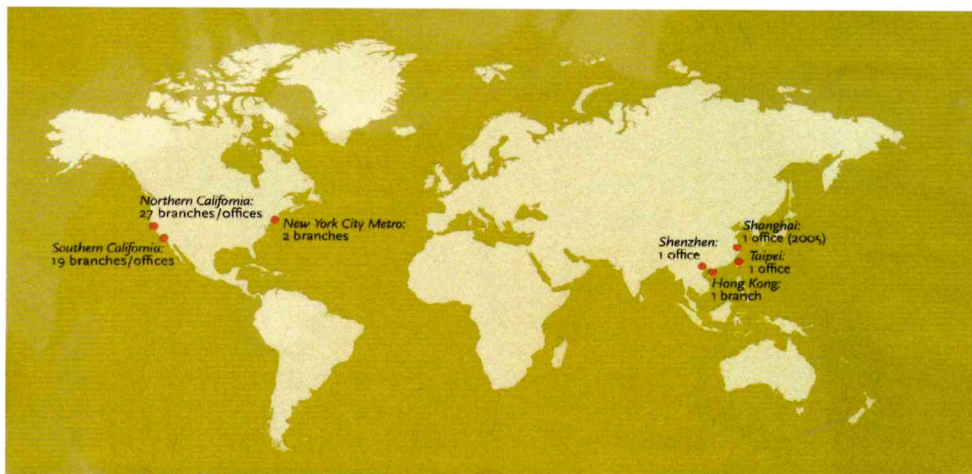 Northern California:
27 branches/offices
Southern California:
19 branches/offices
New York City Metro:
2 branches
Shenzhen:
1 office
Shanghai:
1 office (2005)
Taipei:
1 office
Hong Kong:
1 branch